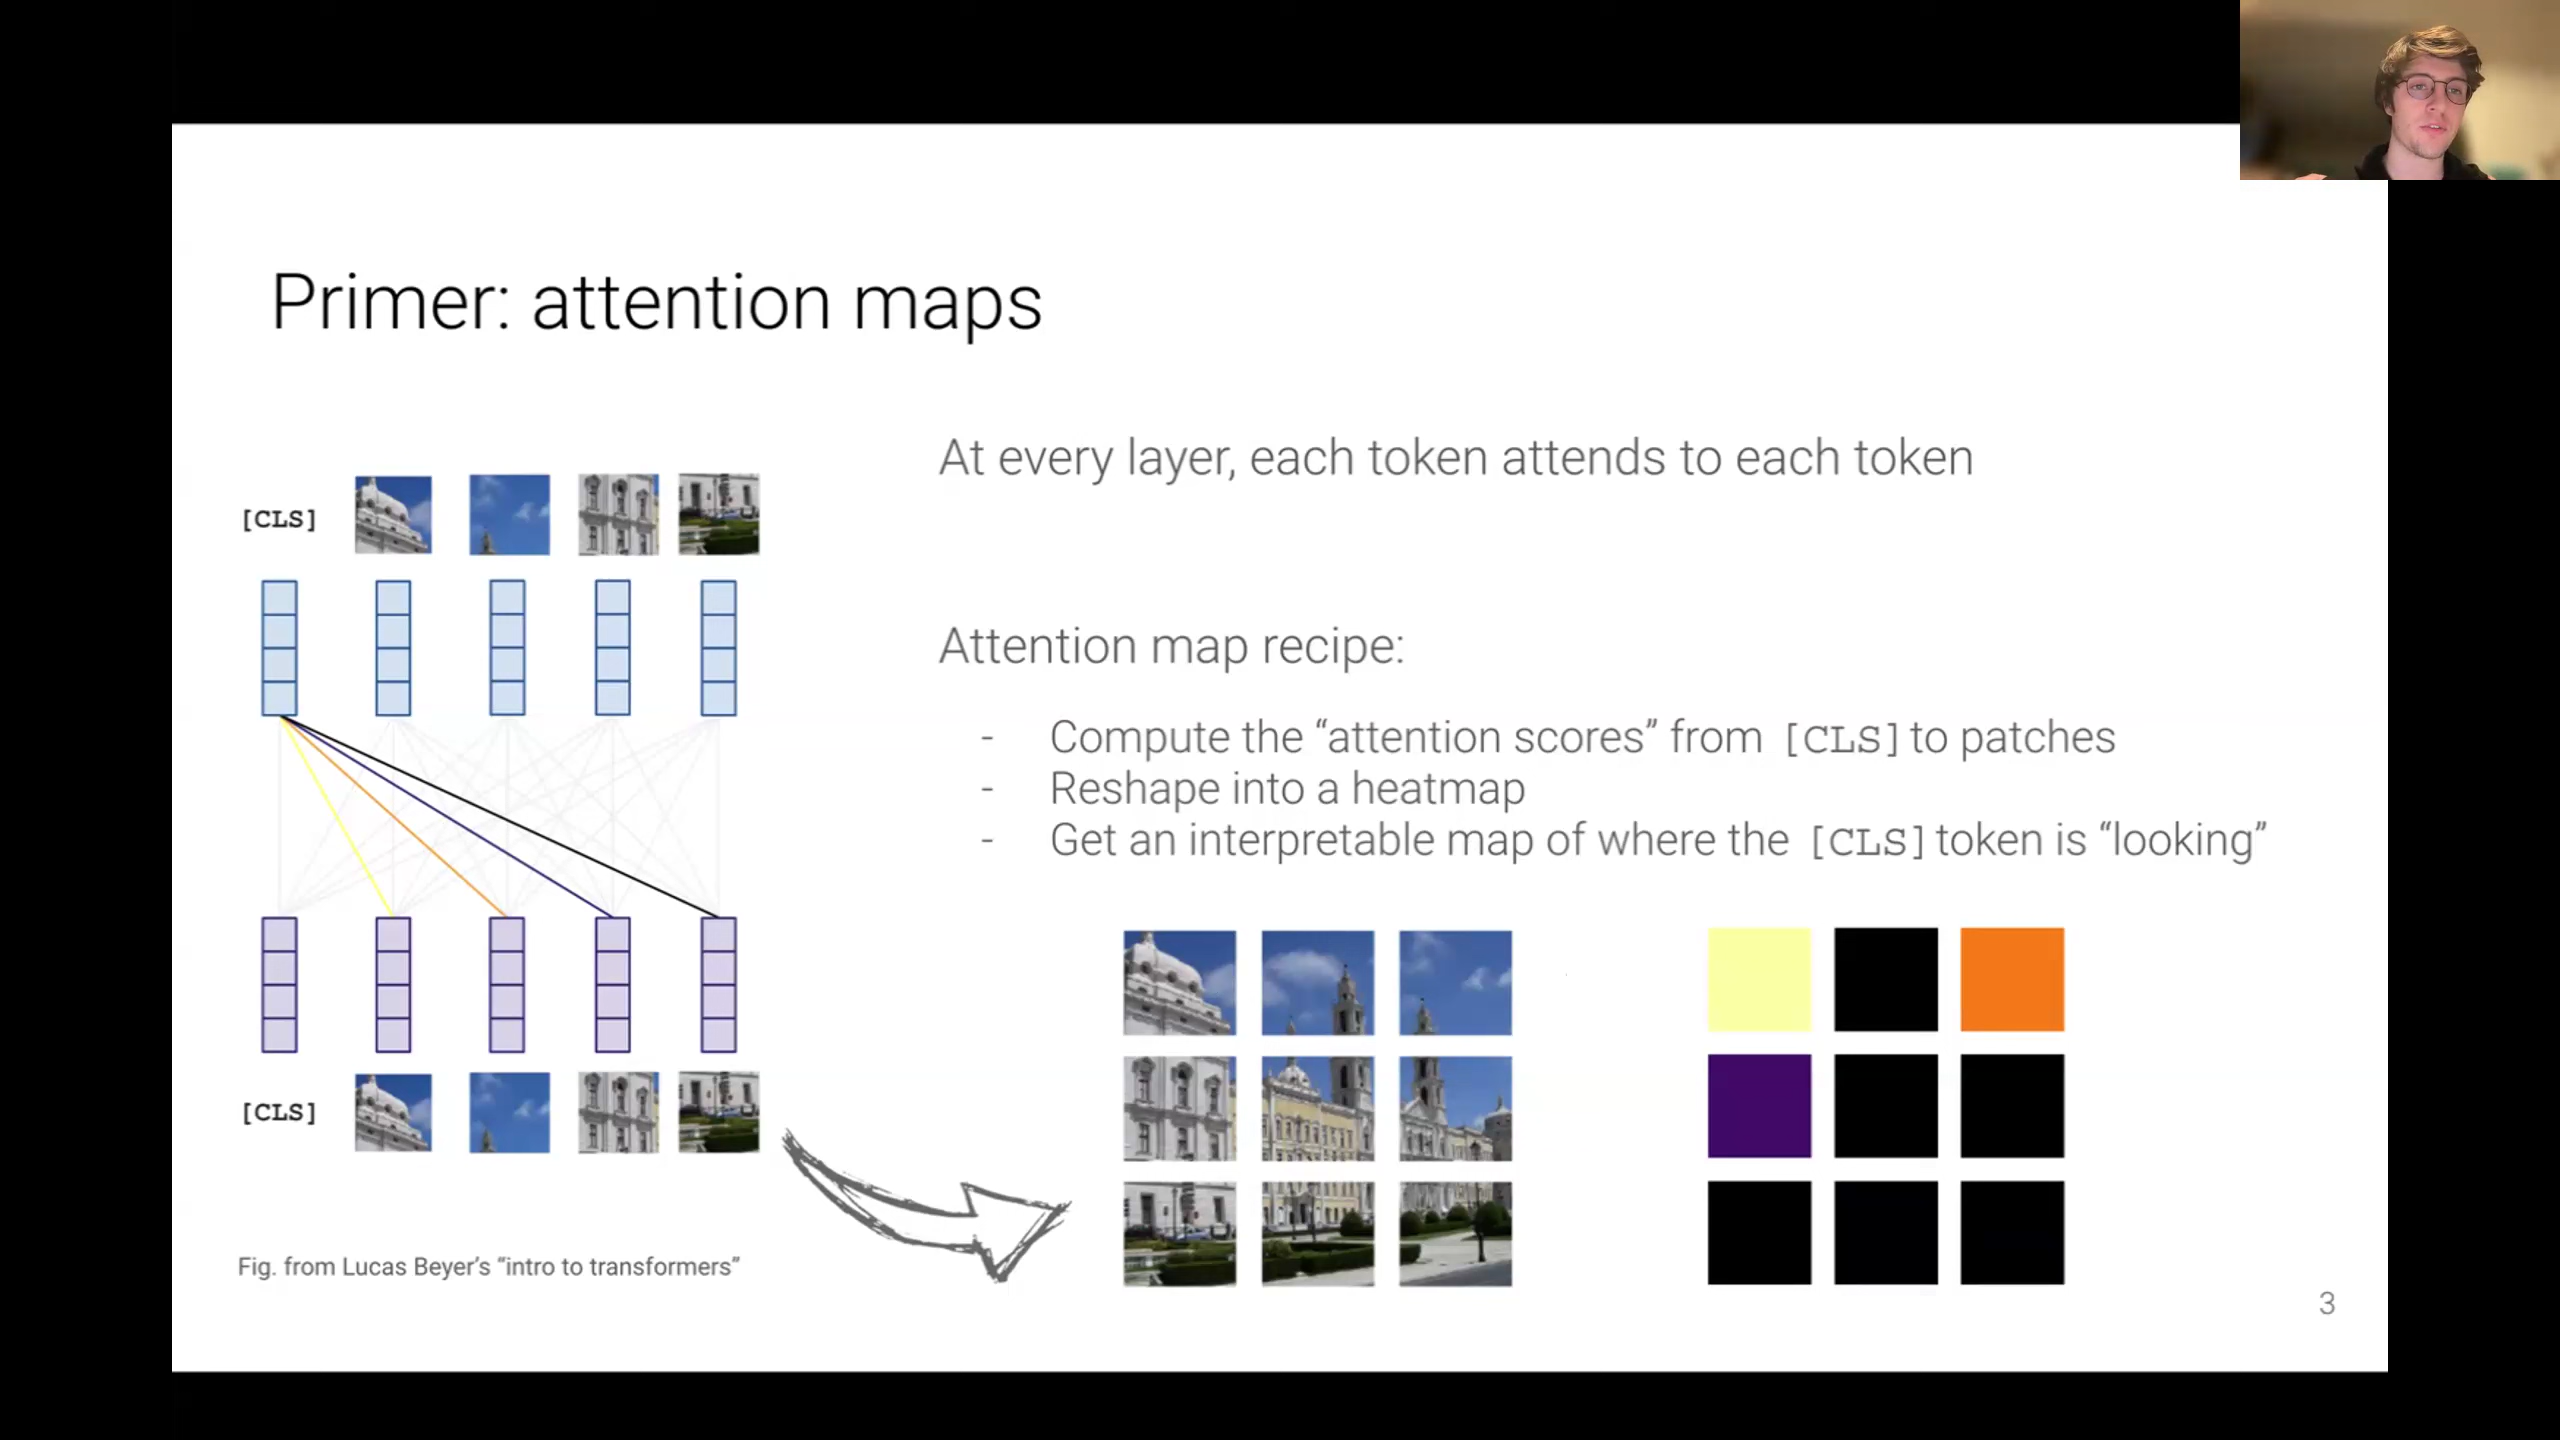 Primer: attention maps
At every layer, each token attends to each token
[CLS]
Attention map recipe:
- Compute the “attention scores” from [CLS] to patches
- Reshape into a heatmap
- Get an interpretable map of where the [CLS] token is “looking”
[CLS]
Fig. from Lucas Beyer’s “intro to transformers”
3